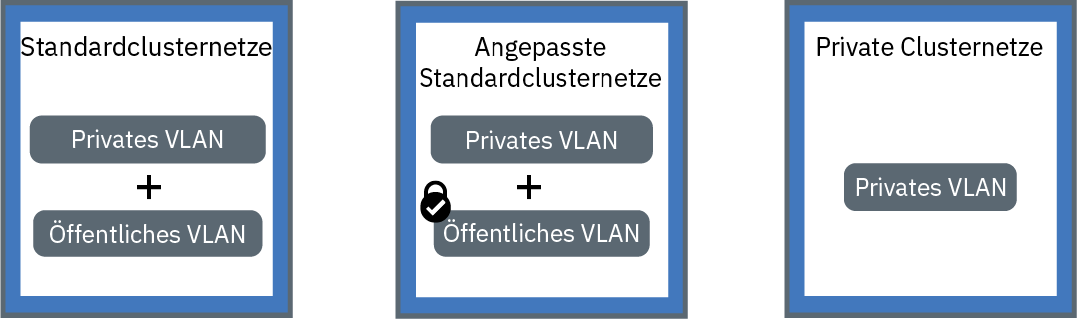 Standardclusternetze
Privates VLAN
+
Öffentliches VLAN
Angepasste
Standardclusternetze
Privates VLAN
+
Öffentliches VLAN
Private Clusternetze
Privates VLAN